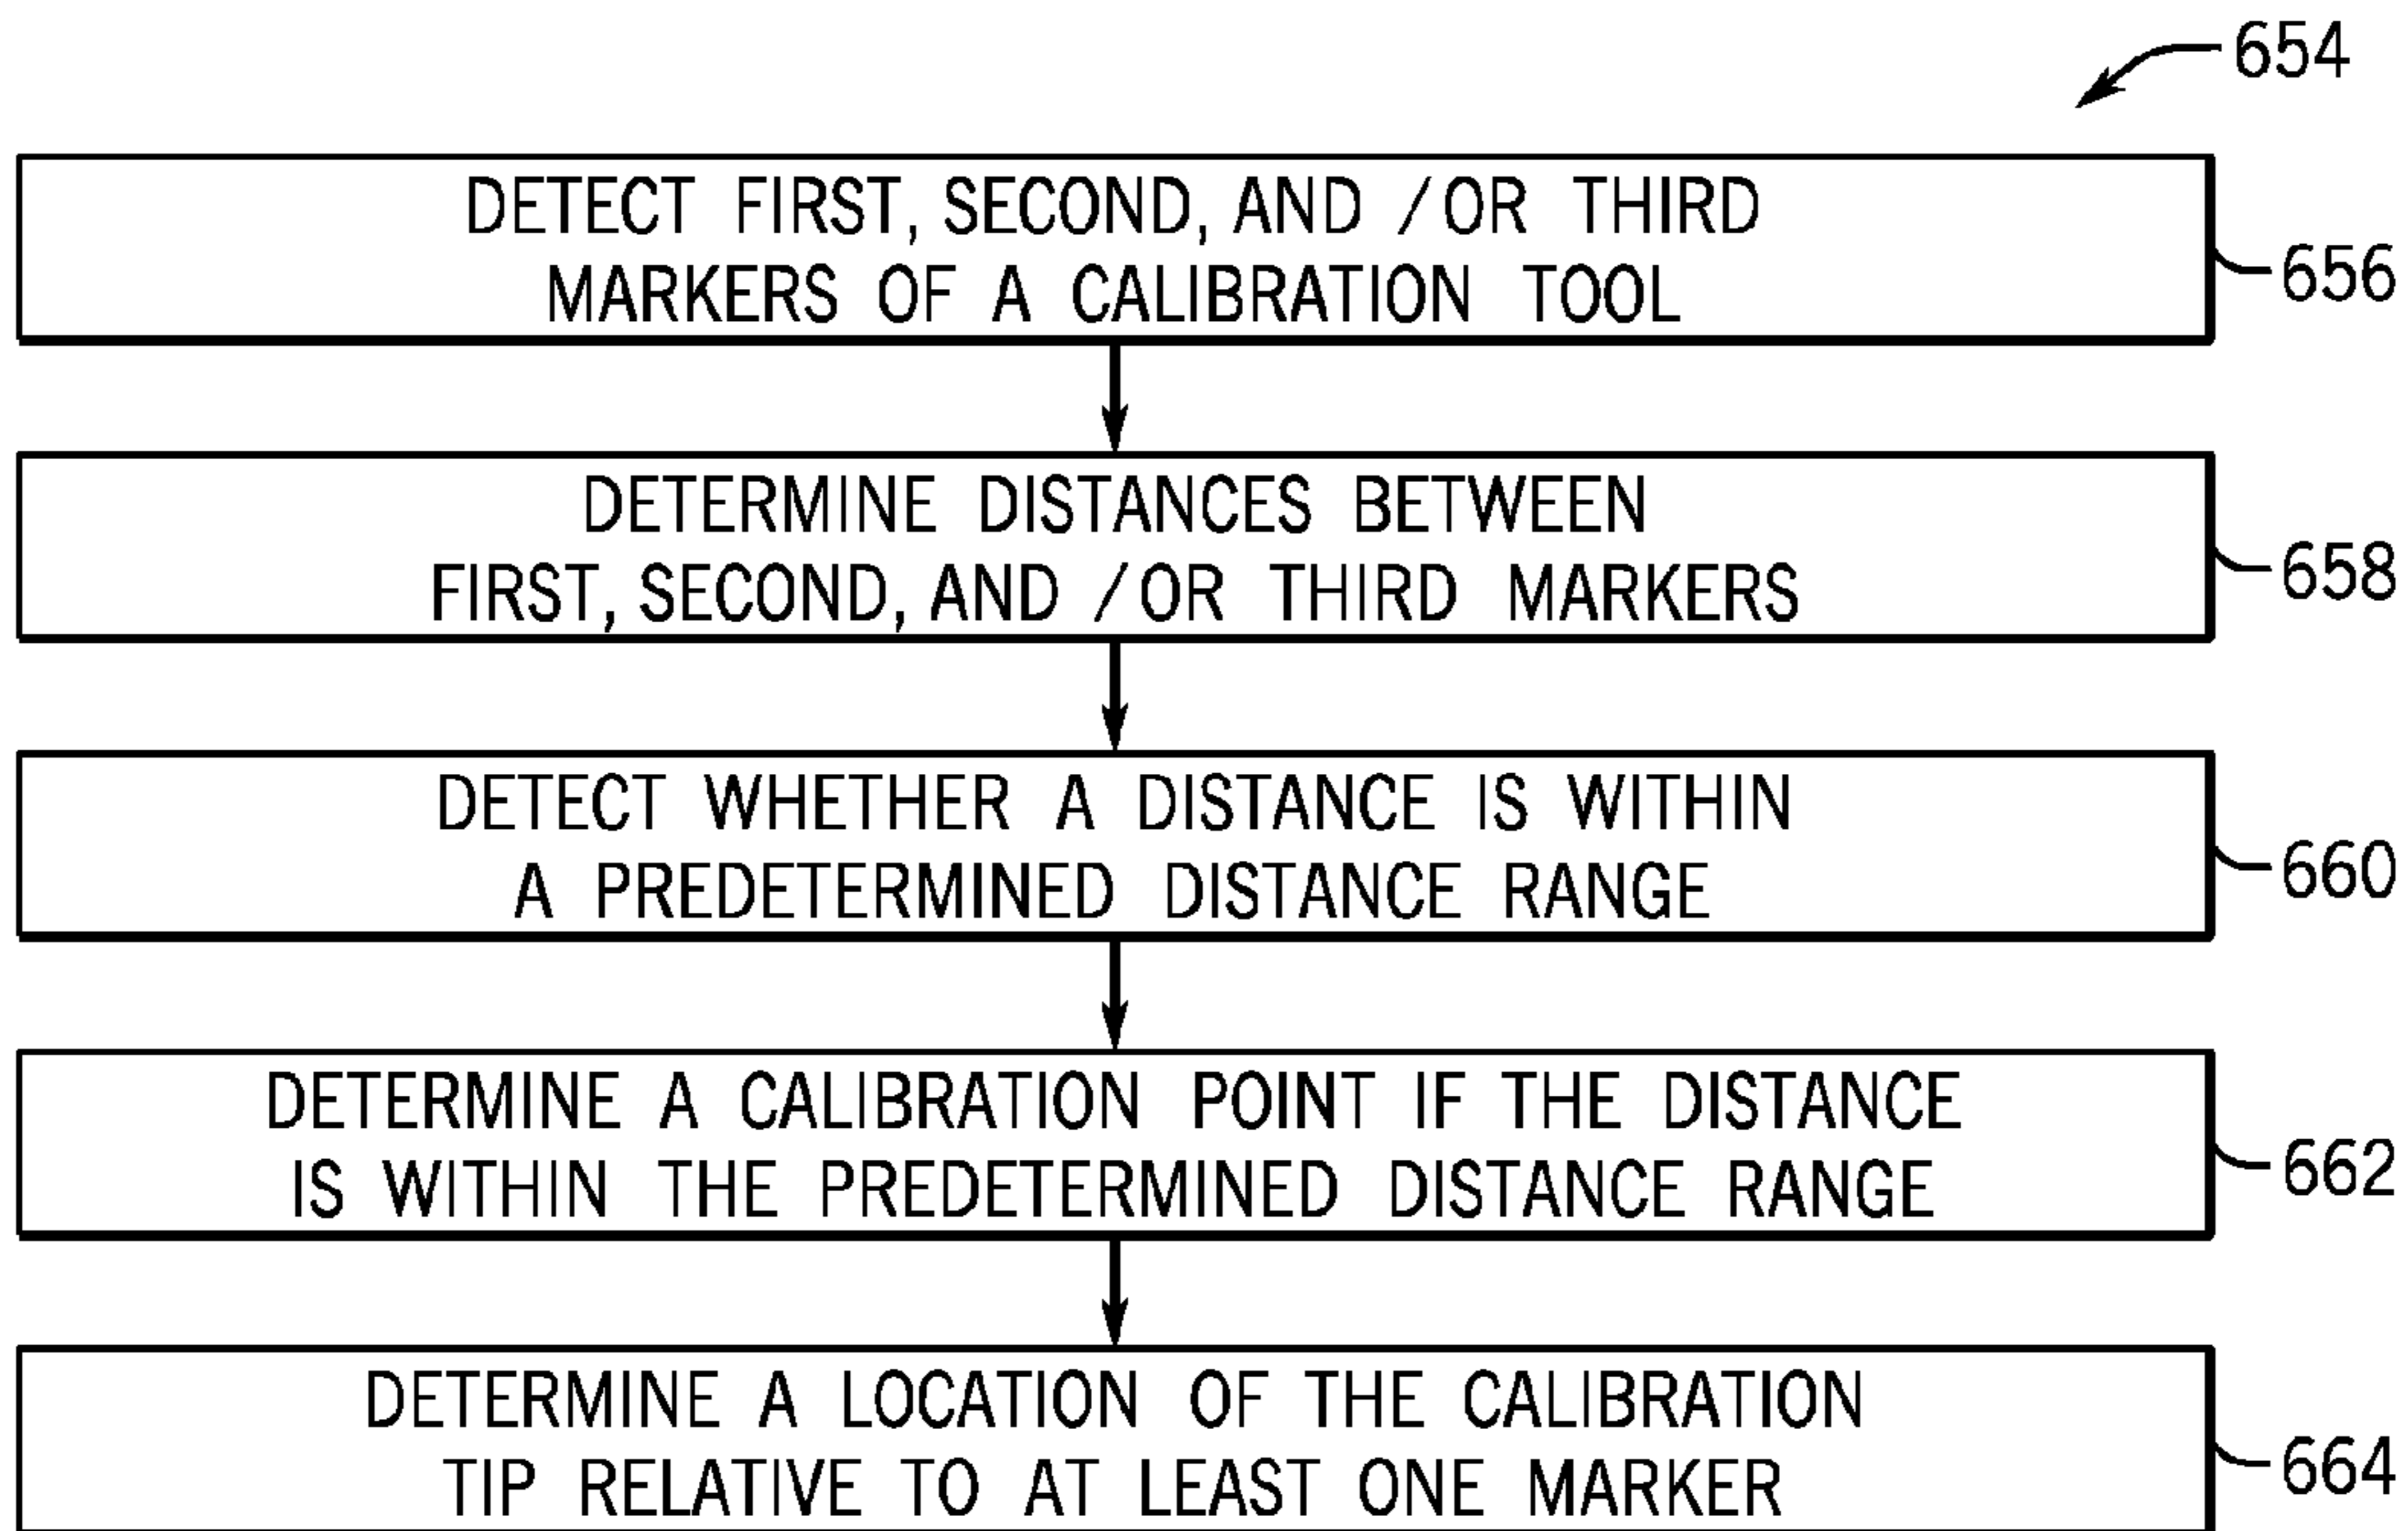 654
DETECT FIRST, SECOND, AND /OR THIRD
MARKERS OF A CALIBRATION TOOL
656
DETERMINE DISTANCES BETWEEN
FIRST, SECOND, AND /OR THIRD MARKERS
658
DETECT WHETHER A DISTANCE IS WITHIN
A PREDETERMINED DISTANCE RANGE
660
DETERMINE A CALIBRATION POINT IF THE DISTANCE
IS WITHIN THE PREDETERMINED DISTANCE RANGE
662
DETERMINE A LOCATION OF THE CALIBRATION
TIP RELATIVE TO AT LEAST ONE MARKER
664